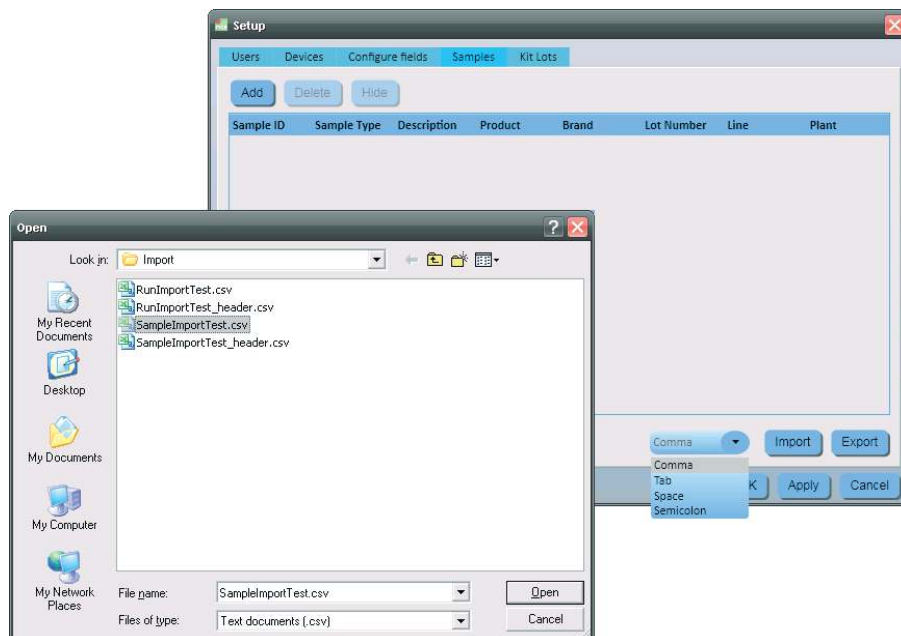 Setup
Users Devices Configure fields Samples Kit Lots
Add Delete Hide
Sample ID Sample Type Description Product Brand Lot Number Line Plant
Comma Import Export
Comma
Tab
Space
Semicolon
K Apply Cancel
Open
Look in: Import
RunImportTest.csv
RunImportTest_header.csv
SampleImportTest.csv
SampleImportTest_header.csv
My Recent
Documents
Desktop
My Documents
My Computer
My Network
Places
File name: SampleImportTest.csv Open
Files of type: Text documents (.csv) Cancel